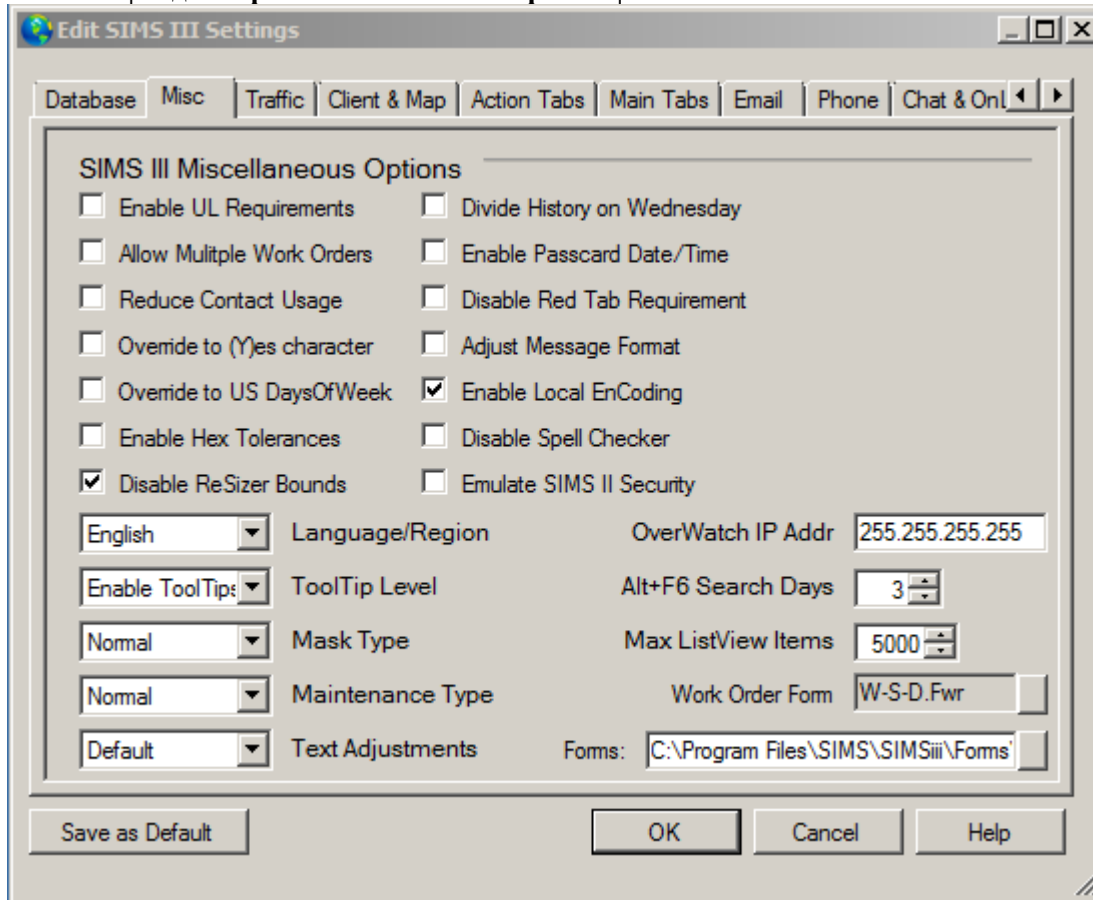 Edit SIMS III Settings
Database Misc Traffic Client & Map Action Tabs Main Tabs Email Phone Chat & OnL
SIMS III Miscellaneous Options
Enable UL Requirements Divide History on Wednesday
Allow Mulitple Work Orders Enable Passcard Date/Time
Reduce Contact Usage Disable Red Tab Requirement
Override to (Y)es character Adjust Message Format
Override to US DaysOfWeek Enable Local EnCoding
Enable Hex Tolerances Disable Spell Checker
Disable ReSizer Bounds Emulate SIMS II Security
English Language/Region OverWatch IP Addr 255.255.255.255
Enable ToolTips ToolTip Level Alt+F6 Search Days 3
Normal Mask Type Max ListView Items 5000
Normal Maintenance Type Work Order Form W-S-D.Fwr
Default Text Adjustments Forms: C:\Program Files\SIMS\SIMSiii\Forms\
Save as Default OK Cancel Help